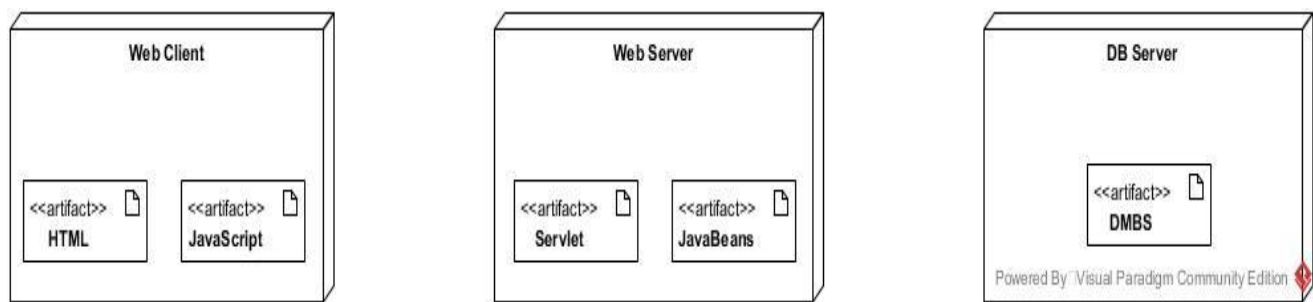 Web Client
<<artifact>>
HTML
<<artifact>>
JavaScript
Web Server
<<artifact>>
Servlet
<<artifact>>
JavaBeans
DB Server
<<artifact>>
DMBS
Powered By Visual Paradigm Community Edition